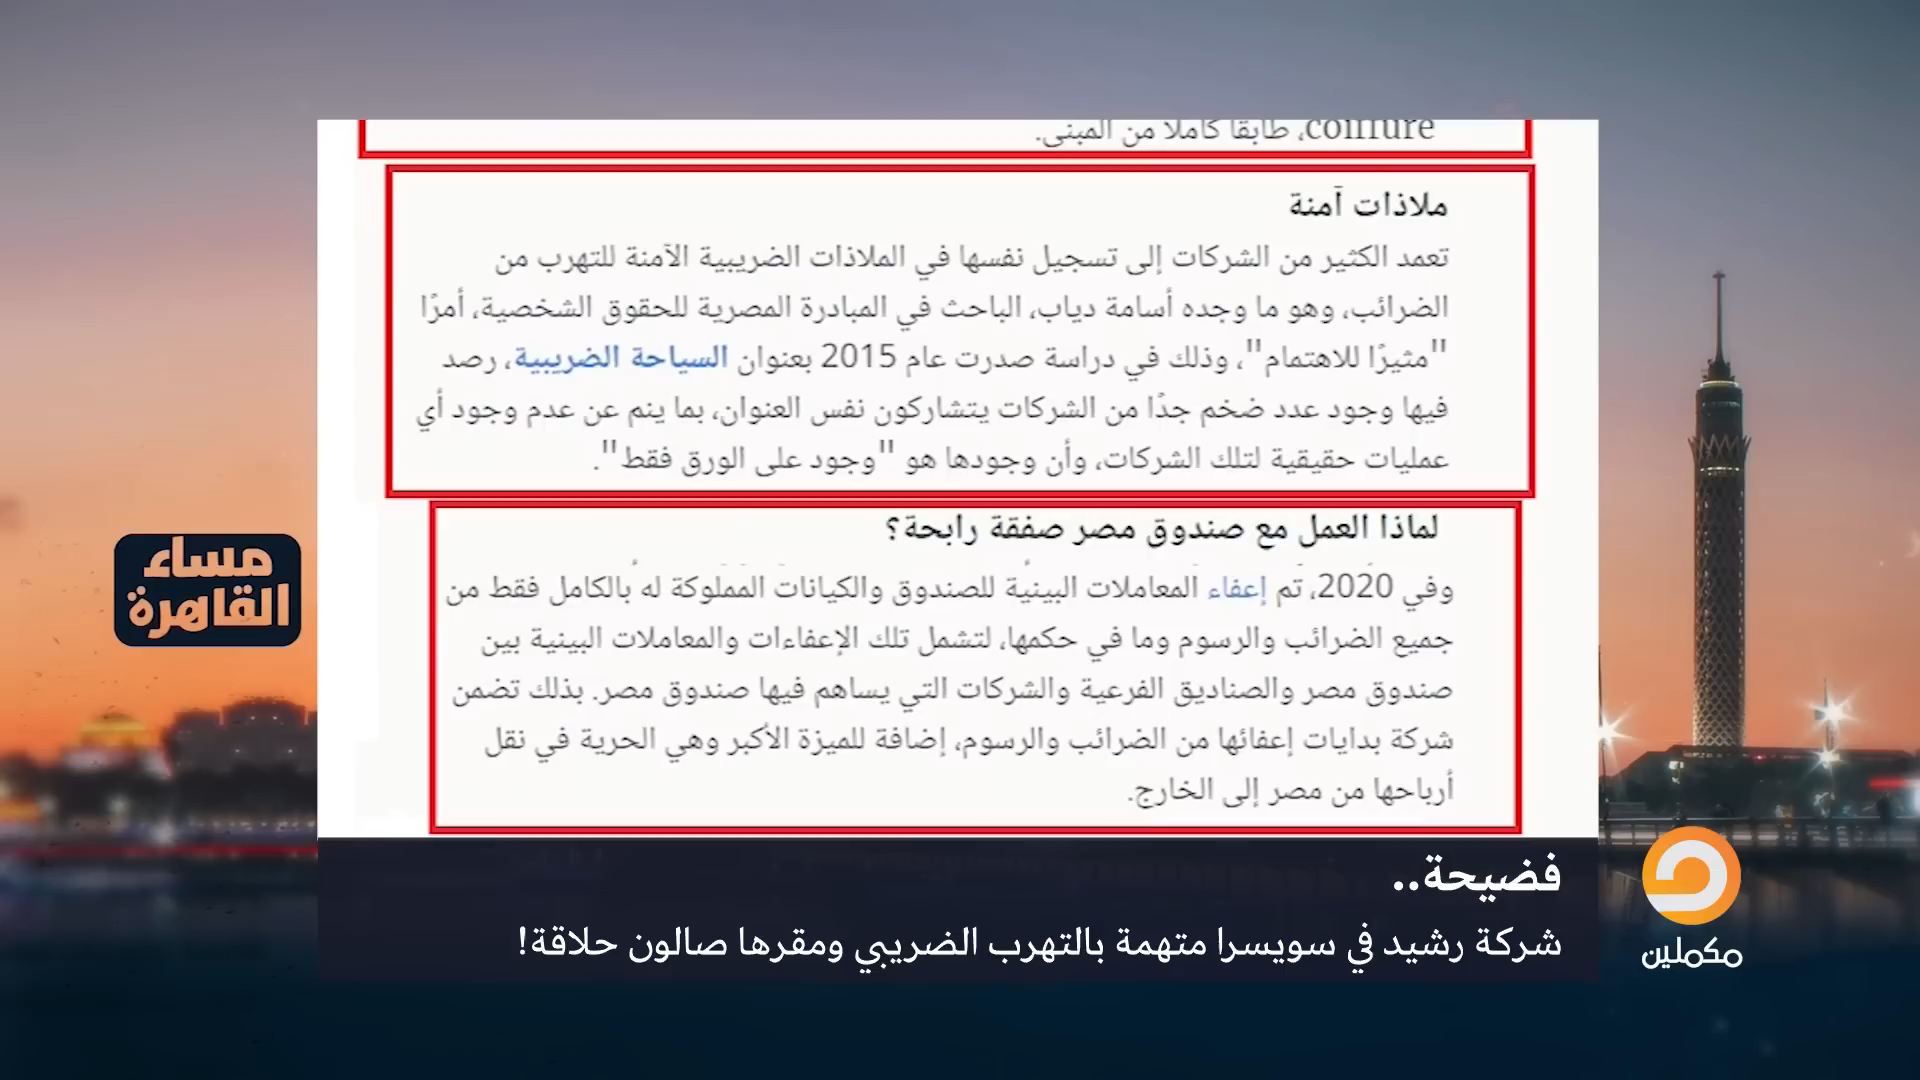 coiffure، طابقًا كاملًا من المبنى.
ملاذات آمنة
تعمد الكثير من الشركات إلى تسجيل نفسها في الملاذات الضريبية الآمنة للتهرب من
الضرائب، وهو ما وجده أسامة دياب، الباحث في المبادرة المصرية للحقوق الشخصية، أمرًا
"مثيرًا للاهتمام"، وذلك في دراسة صدرت عام 2015 بعنوان السياحة الضريبية، رصد
فيها وجود عدد ضخم جدًا من الشركات يتشاركون نفس العنوان، بما ينم عن عدم وجود أي
عمليات حقيقية لتلك الشركات، وأن وجودها هو "وجود على الورق فقط".
لماذا العمل مع صندوق مصر صفقة رابحة؟
وفي 2020، تم إعفاء المعاملات البينية للصندوق والكيانات المملوكة له بالكامل فقط من
جميع الضرائب والرسوم وما في حكمها، لتشمل تلك الإعفاءات والمعاملات البينية بين
صندوق مصر والصناديق الفرعية والشركات التي يساهم فيها صندوق مصر. بذلك تضمن
شركة بدايات إعفائها من الضرائب والرسوم، إضافة للميزة الأكبر وهي الحرية في نقل
أرباحها من مصر إلى الخارج.
مساء
القاهرة
فضيحة..
شركة رشيد في سويسرا متهمة بالتهرب الضريبي ومقرها صالون حلاقة!
مكملين